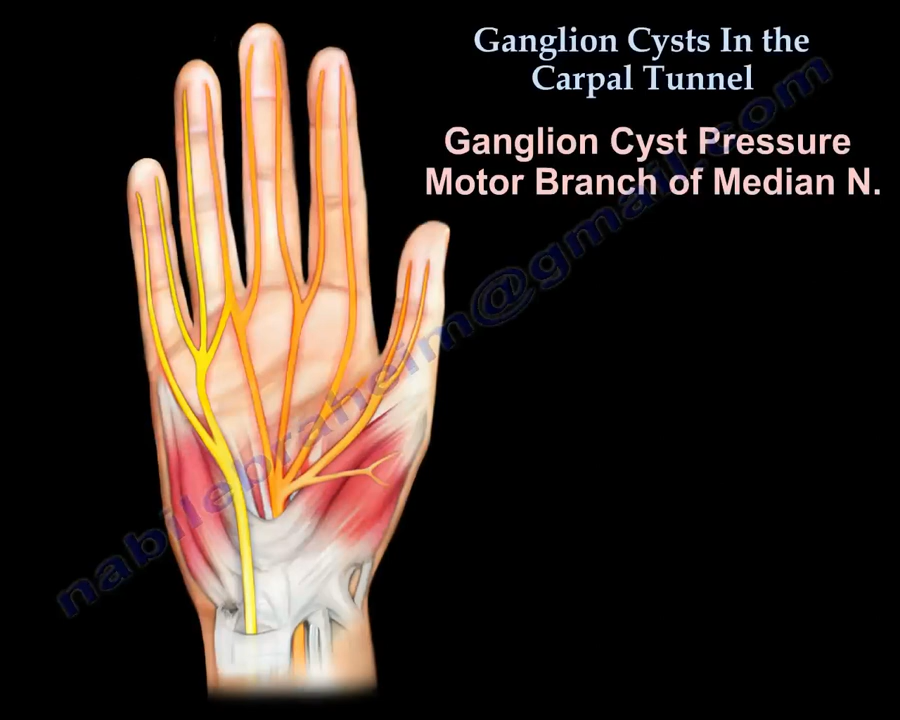 Ganglion Cysts In the
Carpal Tunnel
Ganglion Cyst Pressure
Motor Branch of Median N.
nabilebraheim@gmail.com